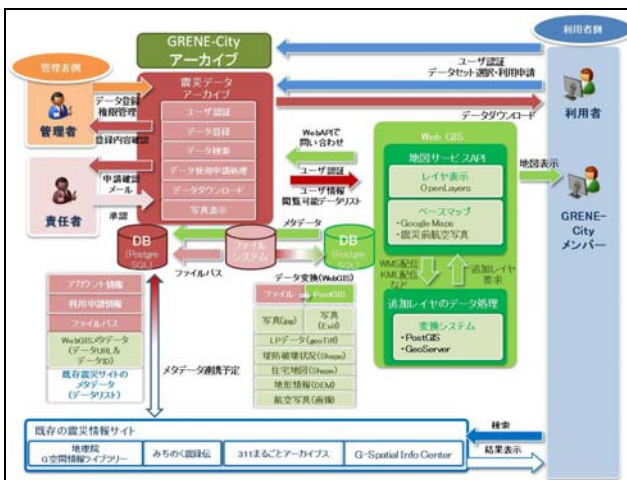 GRENE-City
アーカイブ
利用者側
管理者側
ユーザ認証
データセット選択・利用申請
震災データ
アーカイブ
データ登録
権限管理
管理者
登録内容確認
ユーザ認証
データ登録
データ検索
データ使用申請処理
データダウンロード
写真表示
データダウンロード
利用者
WebAPIで
問い合わせ
ユーザ認証
ユーザ情報
閲覧可能データリスト
Web GIS
地図サービスAPI
レイヤ表示
OpenLayers
ベースマップ
・Google Maps
・震災前航空写真
地図表示
GRENE-
City
メンバー
申請確認
メール
責任者
承認
メタデータ
DB
(Postgre
SQL)
ファイル
システム
DB
(Postgre
SQL)
ファイルパス
データ変換(WebGIS)
WMS配信
KML配信
など
追加レイヤ
要求
追加レイヤのデータ処理
変換システム
・PostGIS
・GeoServer
アカウント情報
利用申請情報
ファイルパス
WebGISメタデータ
(データURL&
データID)
既存震災サイトの
メタデータ
(データリスト)
ファイル
PostGIS
写真(jpg)
写真
(Exif)
LPデータ(geoTiff)
堤防破壊状況(Shape)
住宅地図(Shape)
地形情報(DEM)
航空写真(画像)
メタデータ連携予定
既存の震災情報サイト
地理院
G空間情報ライブラリー
みちのく震録伝
311まるごとアーカイブス
G-Spatial Info Center
検索
結果表示